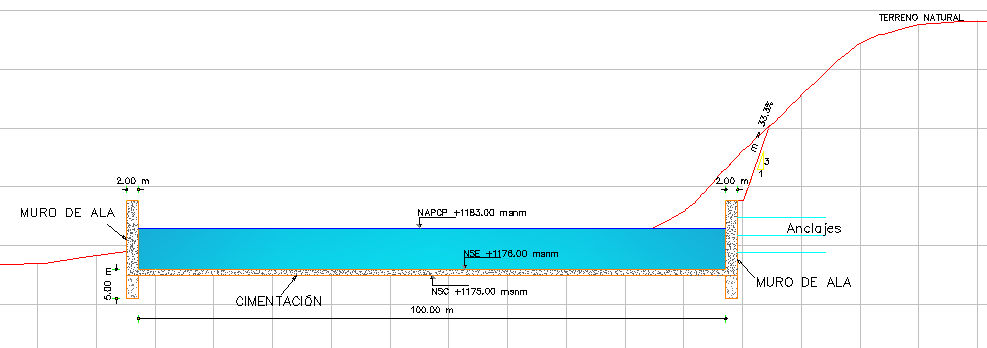 TERRENO NATURAL
33.3%
m
3
1
2.00 m
2.00 m
MURO DE ALA
NAPCP +1183.00 msnm
Anclajes
NSE +1176.00 msnm
5.00 m
CIMENTACIÓN
NSC +1175.00 msnm
MURO DE ALA
100.00 m